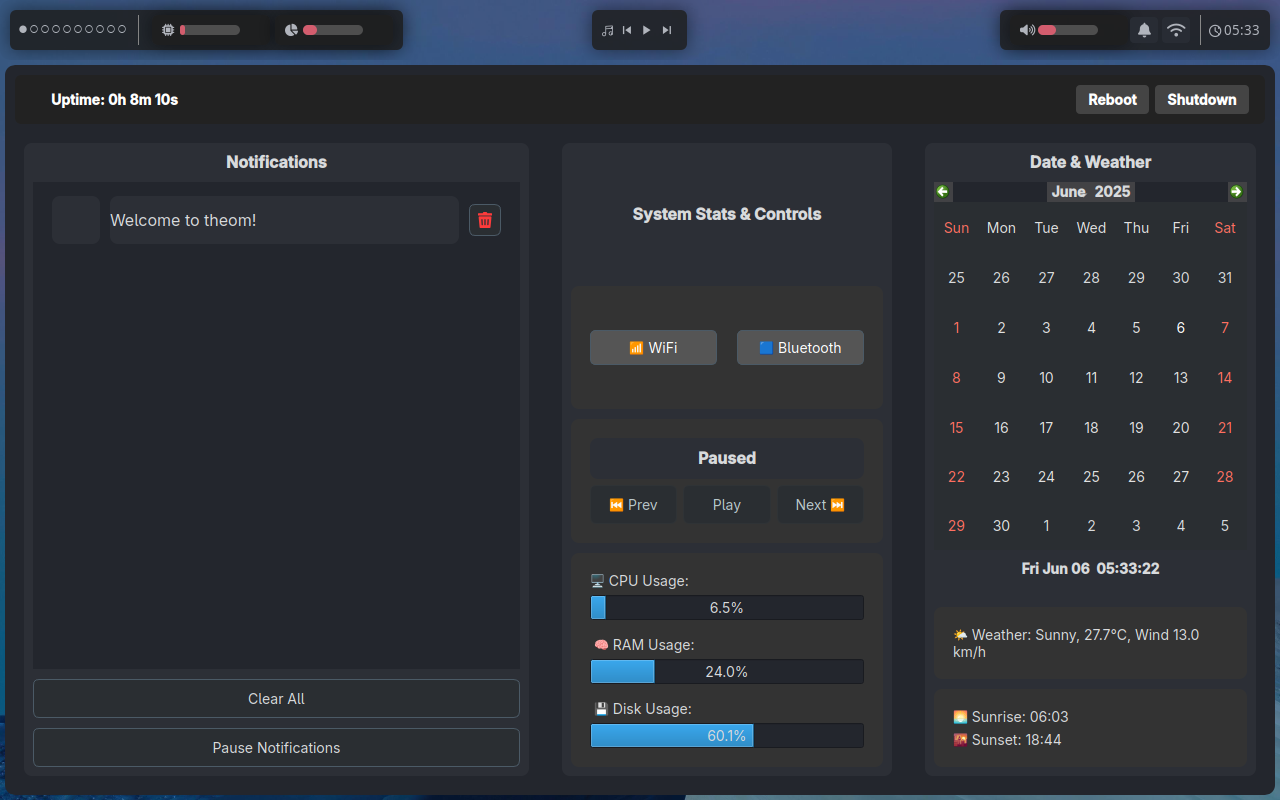 05:33
Uptime: 0h 8m 10s
Reboot
Shutdown
Notifications
Welcome to theom!
Clear All
Pause Notifications
System Stats & Controls
WiFi
Bluetooth
Paused
Prev
Play
Next
CPU Usage:
6.5%
RAM Usage:
24.0%
Disk Usage:
60.1%
Date & Weather
June 2025
Sun Mon Tue Wed Thu Fri Sat
25 26 27 28 29 30 31
1 2 3 4 5 6 7
8 9 10 11 12 13 14
15 16 17 18 19 20 21
22 23 24 25 26 27 28
29 30 1 2 3 4 5
Fri Jun 06 05:33:22
Weather: Sunny, 27.7°C, Wind 13.0
km/h
Sunrise: 06:03
Sunset: 18:44